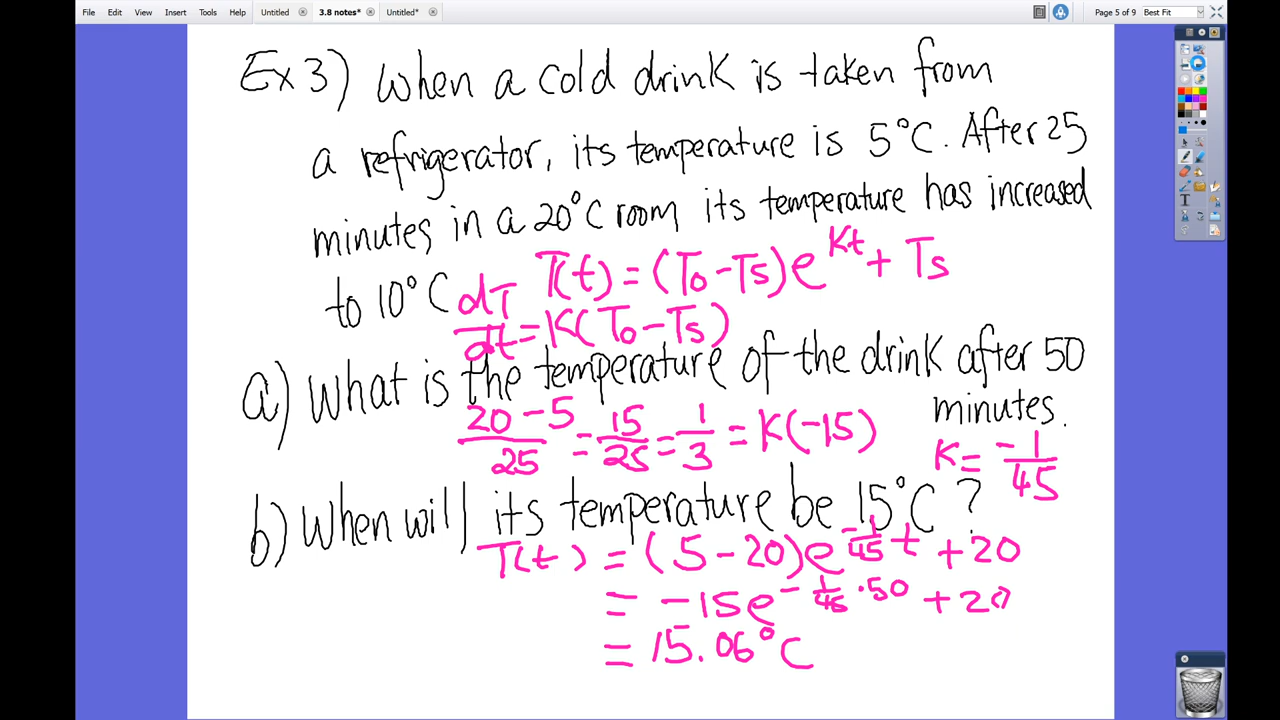 File Edit View Insert Tools Help Untitled 3.8 notes* Untitled* Page 5 of 9 Best Fit
Ex 3) When a cold drink is taken from
a refrigerator, its temperature is 5°C. After 25
minutes in a 20°C room its temperature has increased
to 10°C
T(t) = (To - Ts)e^{kt} + Ts
dT/dt = K(To - Ts)
a) What is the temperature of the drink after 50
minutes.
20 - 5/25 = 15/25 = 1/3 = K(-15)
K = -1/45
b) When will its temperature be 15°C?
T(t) = (5 - 20)e^{-1/45 t} + 20
= -15e^{-1/45 · 50} + 20
= 15.06°C